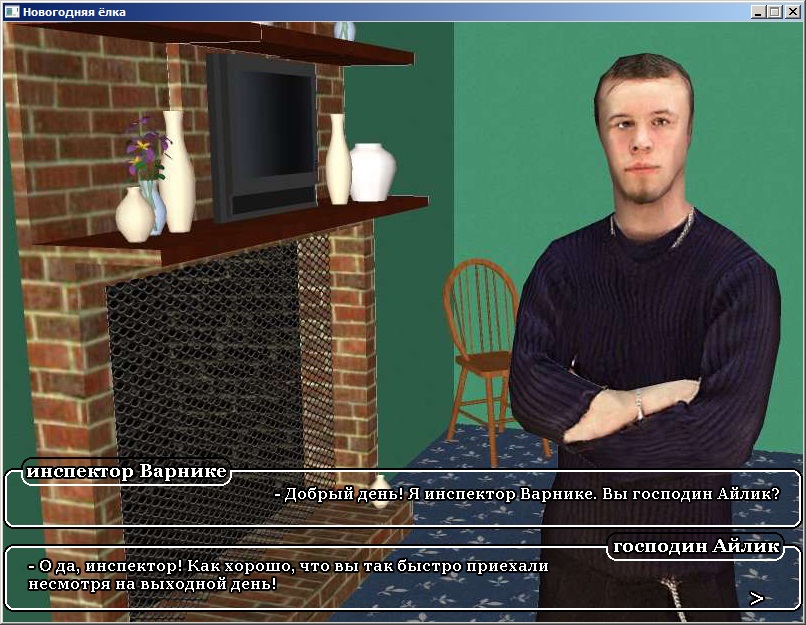 Новогодняя ёлка
инспектор Варнике
- Добрый день! Я инспектор Варнике. Вы господин Айлик?
господин Айлик
- О да, инспектор! Как хорошо, что вы так быстро приехали
несмотря на выходной день!
>